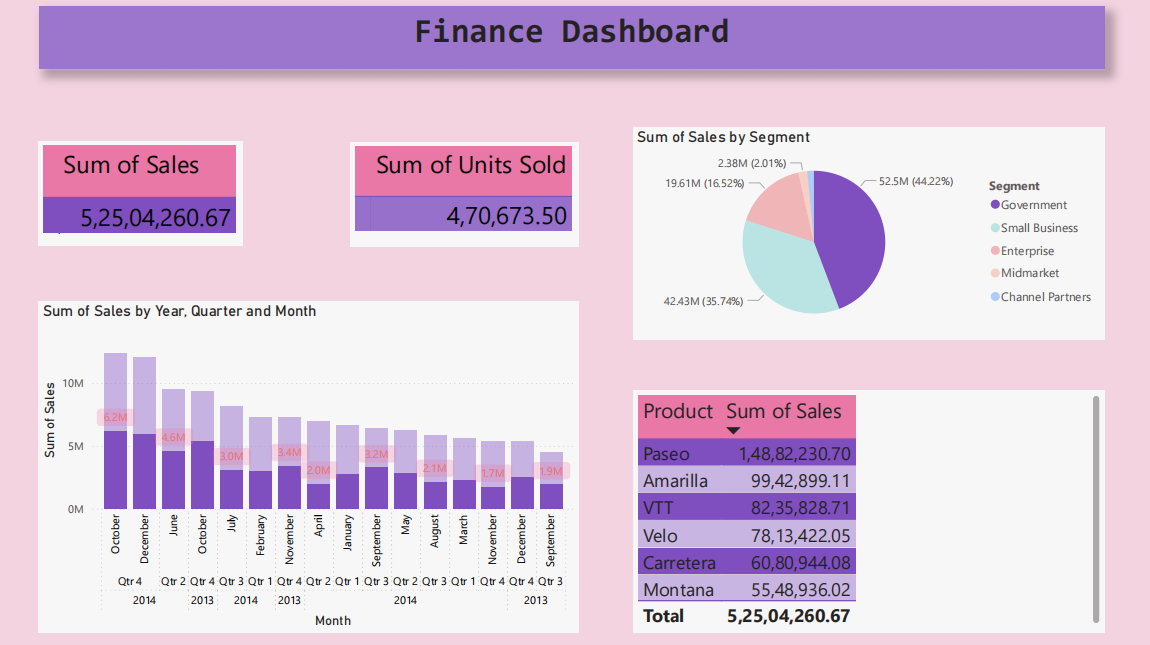 Finance Dashboard
Sum of Sales
5,25,04,260.67
Sum of Units Sold
4,70,673.50
Sum of Sales by Segment
2.38M (2.01%)
19.61M (16.52%)
52.5M (44.22%)
42.43M (35.74%)
Segment
Government
Small Business
Enterprise
Midmarket
Channel Partners
Sum of Sales by Year, Quarter and Month
Sum of Sales
10M
5M
0M
6.2M 4.6M 3.0M 3.4M 2.0M 3.2M 2.1M 1.7M 1.9M
October December June October July February November April January September May August March November December September
Qtr 4 Qtr 2 Qtr 4 Qtr 3 Qtr 1 Qtr 4 Qtr 2 Qtr 1 Qtr 3 Qtr 2 Qtr 3 Qtr 1 Qtr 4 Qtr 4 Qtr 3
2014 2013 2014 2013 2014 2013
Month
Product Sum of Sales
Paseo 1,48,82,230.70
Amarilla 99,42,899.11
VTT 82,35,828.71
Velo 78,13,422.05
Carretera 60,80,944.08
Montana 55,48,936.02
Total 5,25,04,260.67